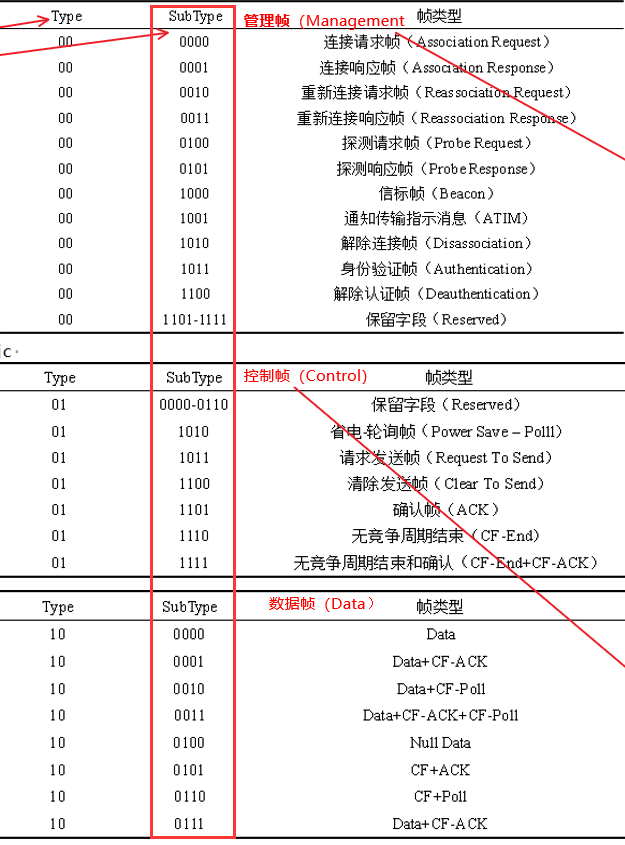 Type SubType 管理帧（Management 帧类型
00 0000 连接请求帧（Association Request）
00 0001 连接响应帧（Association Response）
00 0010 重新连接请求帧（Reassociation Request）
00 0011 重新连接响应帧（Reassociation Response）
00 0100 探测请求帧（Probe Request）
00 0101 探测响应帧（Probe Response）
00 1000 信标帧（Beacon）
00 1001 通知传输指示消息（ATIM）
00 1010 解除连接帧（Disassociation）
00 1011 身份验证帧（Authentication）
00 1100 解除认证帧（Deauthentication）
00 1101-1111 保留字段（Reserved）
ic
Type SubType 控制帧（Control） 帧类型
01 0000-0110 保留字段（Reserved）
01 1010 省电-轮询帧（Power Save – Polll）
01 1011 请求发送帧（Request To Send）
01 1100 清除发送帧（Clear To Send）
01 1101 确认帧（ACK）
01 1110 无竞争周期结束（CF-End）
01 1111 无竞争周期结束和确认（CF-End+CF-ACK）
Type SubType 数据帧（Data） 帧类型
10 0000 Data
10 0001 Data+CF-ACK
10 0010 Data+CF-Poll
10 0011 Data+CF-ACK+CF-Poll
10 0100 Null Data
10 0101 CF+ACK
10 0110 CF+Poll
10 0111 Data+CF-ACK